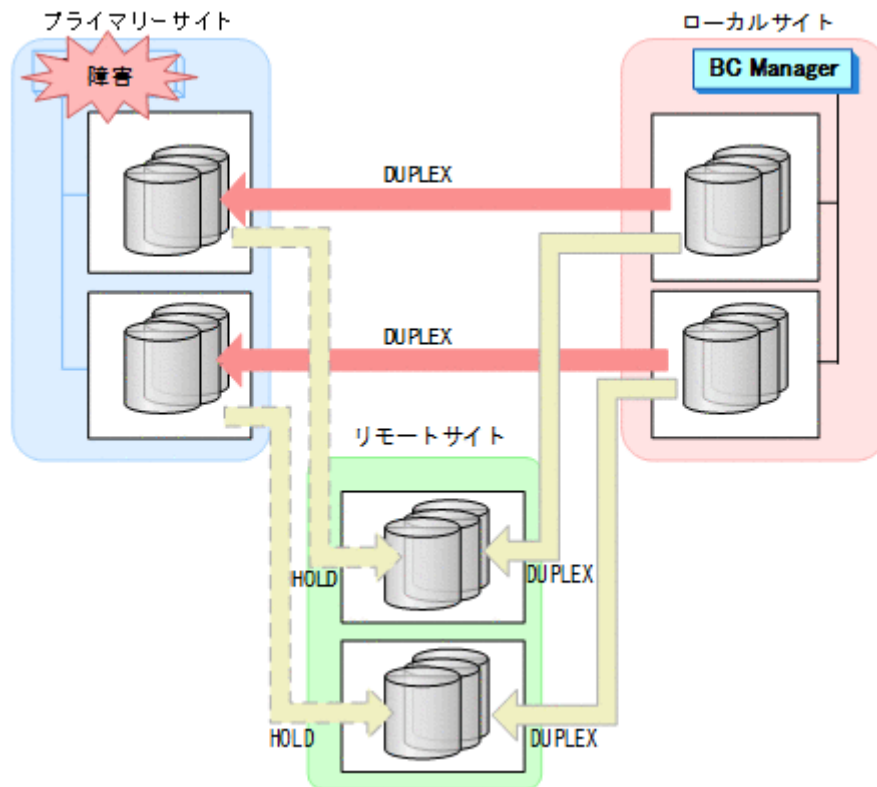 プライマリーサイト
ローカルサイト
障害
BC Manager
DUPLEX
DUPLEX
リモートサイト
HOLD
DUPLEX
HOLD
DUPLEX